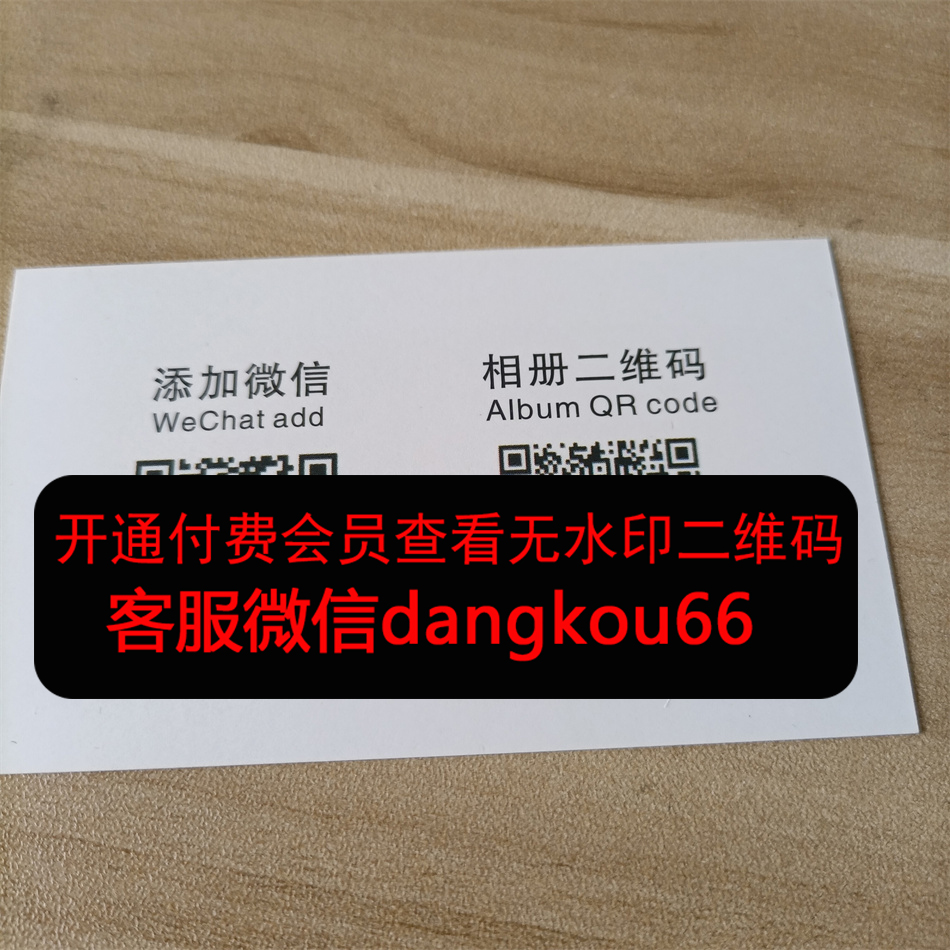 添加微信
WeChat add
相册二维码
Album QR code
开通付费会员查看无水印二维码
客服微信dangkou66